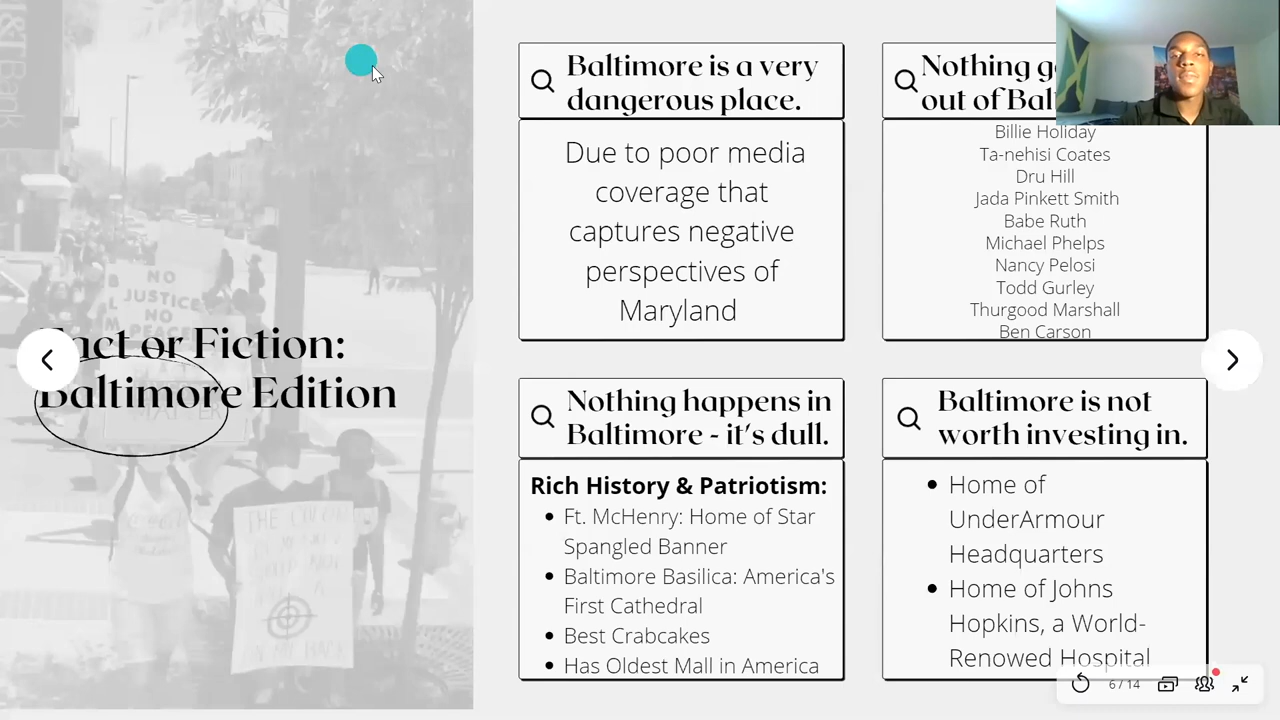 Fact or Fiction:
Baltimore Edition
NO
JUSTICE
NO
PEACE
Baltimore is a very
dangerous place.
Due to poor media
coverage that
captures negative
perspectives of
Maryland
Nothing
out of
Billie Holiday
Ta-nehisi Coates
Dru Hill
Jada Pinkett Smith
Babe Ruth
Michael Phelps
Nancy Pelosi
Todd Gurley
Thurgood Marshall
Ben Carson
Nothing happens in
Baltimore - it's dull.
Rich History & Patriotism:
• Ft. McHenry: Home of Star
Spangled Banner
• Baltimore Basilica: America's
First Cathedral
• Best Crabcakes
• Has Oldest Mall in America
Baltimore is not
worth investing in.
• Home of
UnderArmour
Headquarters
• Home of Johns
Hopkins, a World-
Renowed Hospital
6 / 14